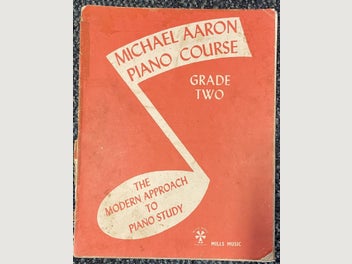 MICHAEL AARON
PIANO COURSE
GRADE
TWO
THE
MODERN APPROACH
TO
PIANO STUDY
MILLS MUSIC